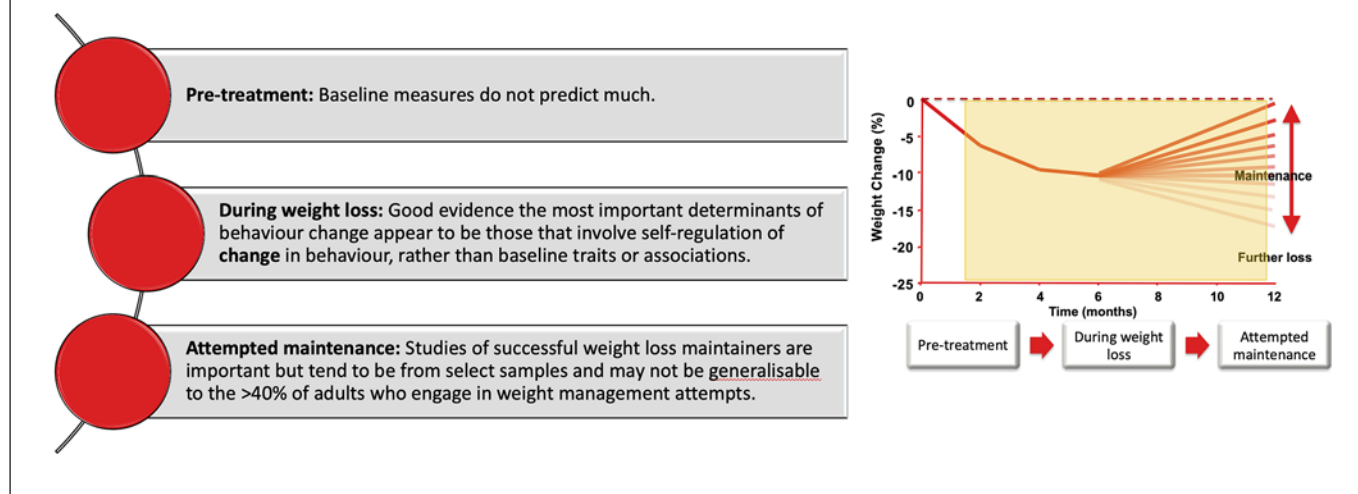 Pre-treatment: Baseline measures do not predict much.
During weight loss: Good evidence the most important determinants of
behaviour change appear to be those that involve self-regulation of
change in behaviour, rather than baseline traits or associations.
Attempted maintenance: Studies of successful weight loss maintainers are
important but tend to be from select samples and may not be generalisable
to the >40% of adults who engage in weight management attempts.
Weight Change (%)
0
-5
-10
-15
-20
-25
Maintenance
Further loss
0 2 4 6 8 10 12
Time (months)
Pre-treatment
During weight
loss
Attempted
maintenance